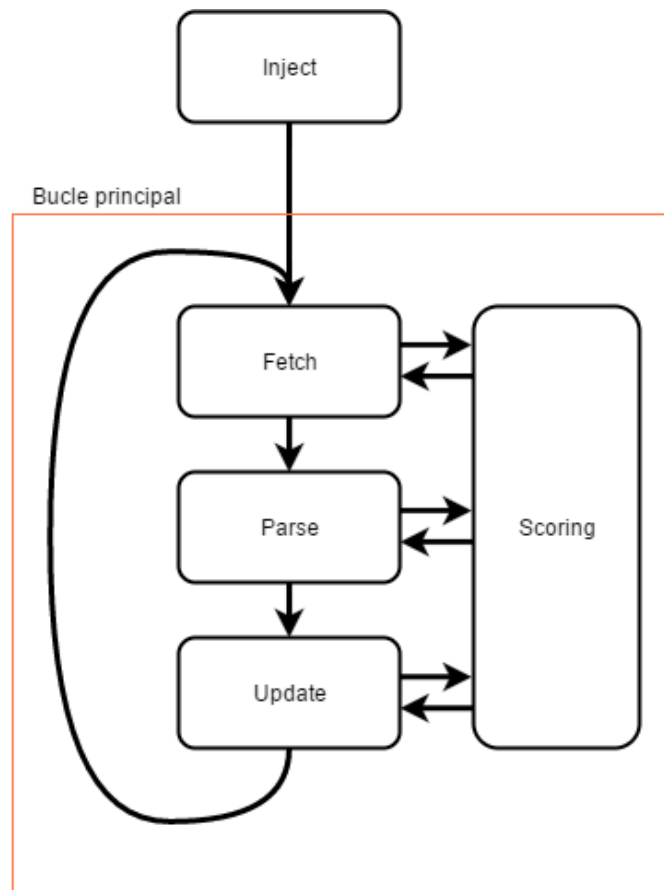 Inject
Bucle principal
Fetch
Parse
Scoring
Update